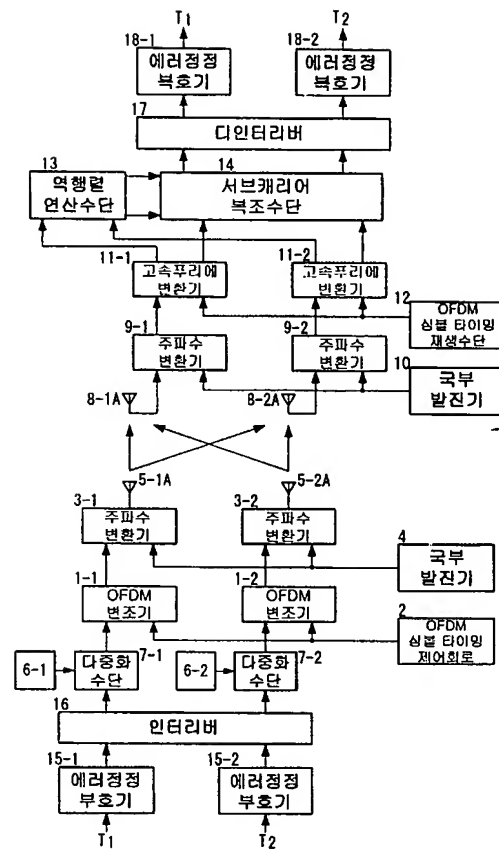 T1
T2
18-1
18-2
에러정정
복호기
에러정정
복호기
17
디인터리버
13
14
역행렬
연산수단
서브캐리어
복조수단
11-1
11-2
고속푸리에
변환기
고속푸리에
변환기
12
OFDM
심볼 타이밍
재생수단
9-1
9-2
주파수
변환기
주파수
변환기
10
국부
발진기
8-1A
8-2A
5-1A
5-2A
3-1
3-2
주파수
변환기
주파수
변환기
4
국부
발진기
1-1
1-2
OFDM
변조기
OFDM
변조기
2
OFDM
심볼 타이밍
제어회로
6-1
다중화
수단
7-1
6-2
다중화
수단
7-2
16
인터리버
15-1
15-2
에러정정
부호기
에러정정
부호기
T1
T2